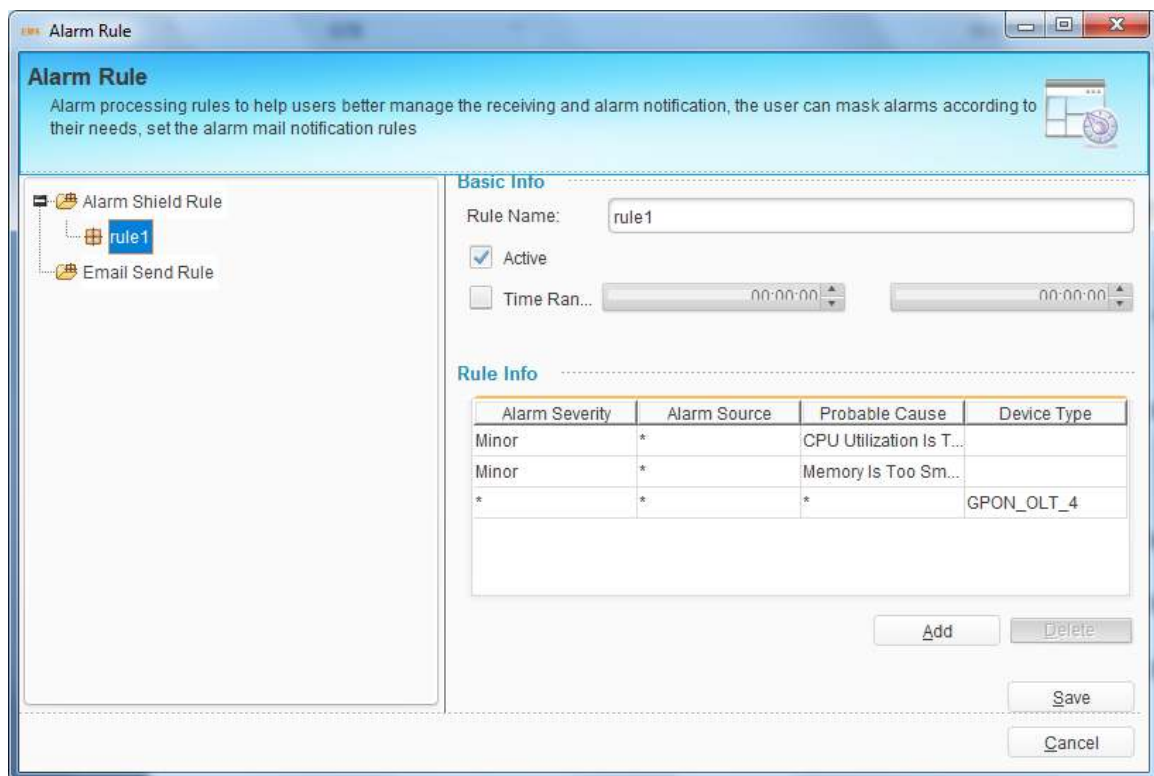 Alarm Rule
Alarm Rule
Alarm processing rules to help users better manage the receiving and alarm notification, the user can mask alarms according to
their needs, set the alarm mail notification rules
Alarm Shield Rule
rule1
Email Send Rule
Basic Info
Rule Name: rule1
Active
Time Ran... 00:00:00 00:00:00
Rule Info
Alarm Severity Alarm Source Probable Cause Device Type
Minor * CPU Utilization Is T...
Minor * Memory Is Too Sm...
* * * GPON_OLT_4
Add Delete
Save
Cancel